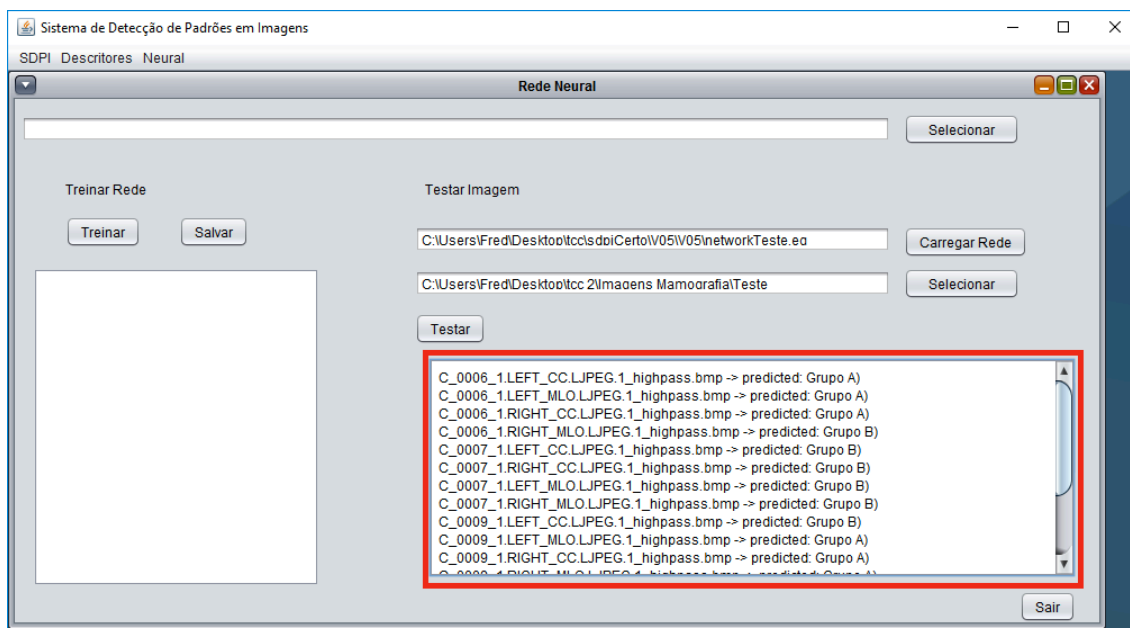 Sistema de Detecção de Padrões em Imagens
SDPI Descritores Neural
Rede Neural
Selecionar
Treinar Rede
Testar Imagem
Treinar
Salvar
C:\Users\Fred\Desktop\tcc\sdpiCerto\V05\V05\networkTeste.eg
Carregar Rede
C:\Users\Fred\Desktop\tcc 2\Imagens Mamografia\Teste
Selecionar
Testar
C_0006_1.LEFT_CC.LJPEG.1_highpass.bmp -> predicted: Grupo A)
C_0006_1.LEFT_MLO.LJPEG.1_highpass.bmp -> predicted: Grupo A)
C_0006_1.RIGHT_CC.LJPEG.1_highpass.bmp -> predicted: Grupo A)
C_0006_1.RIGHT_MLO.LJPEG.1_highpass.bmp -> predicted: Grupo B)
C_0007_1.LEFT_CC.LJPEG.1_highpass.bmp -> predicted: Grupo B)
C_0007_1.RIGHT_CC.LJPEG.1_highpass.bmp -> predicted: Grupo B)
C_0007_1.LEFT_MLO.LJPEG.1_highpass.bmp -> predicted: Grupo B)
C_0007_1.RIGHT_MLO.LJPEG.1_highpass.bmp -> predicted: Grupo B)
C_0009_1.LEFT_CC.LJPEG.1_highpass.bmp -> predicted: Grupo B)
C_0009_1.LEFT_MLO.LJPEG.1_highpass.bmp -> predicted: Grupo A)
C_0009_1.RIGHT_CC.LJPEG.1_highpass.bmp -> predicted: Grupo A)
Sair